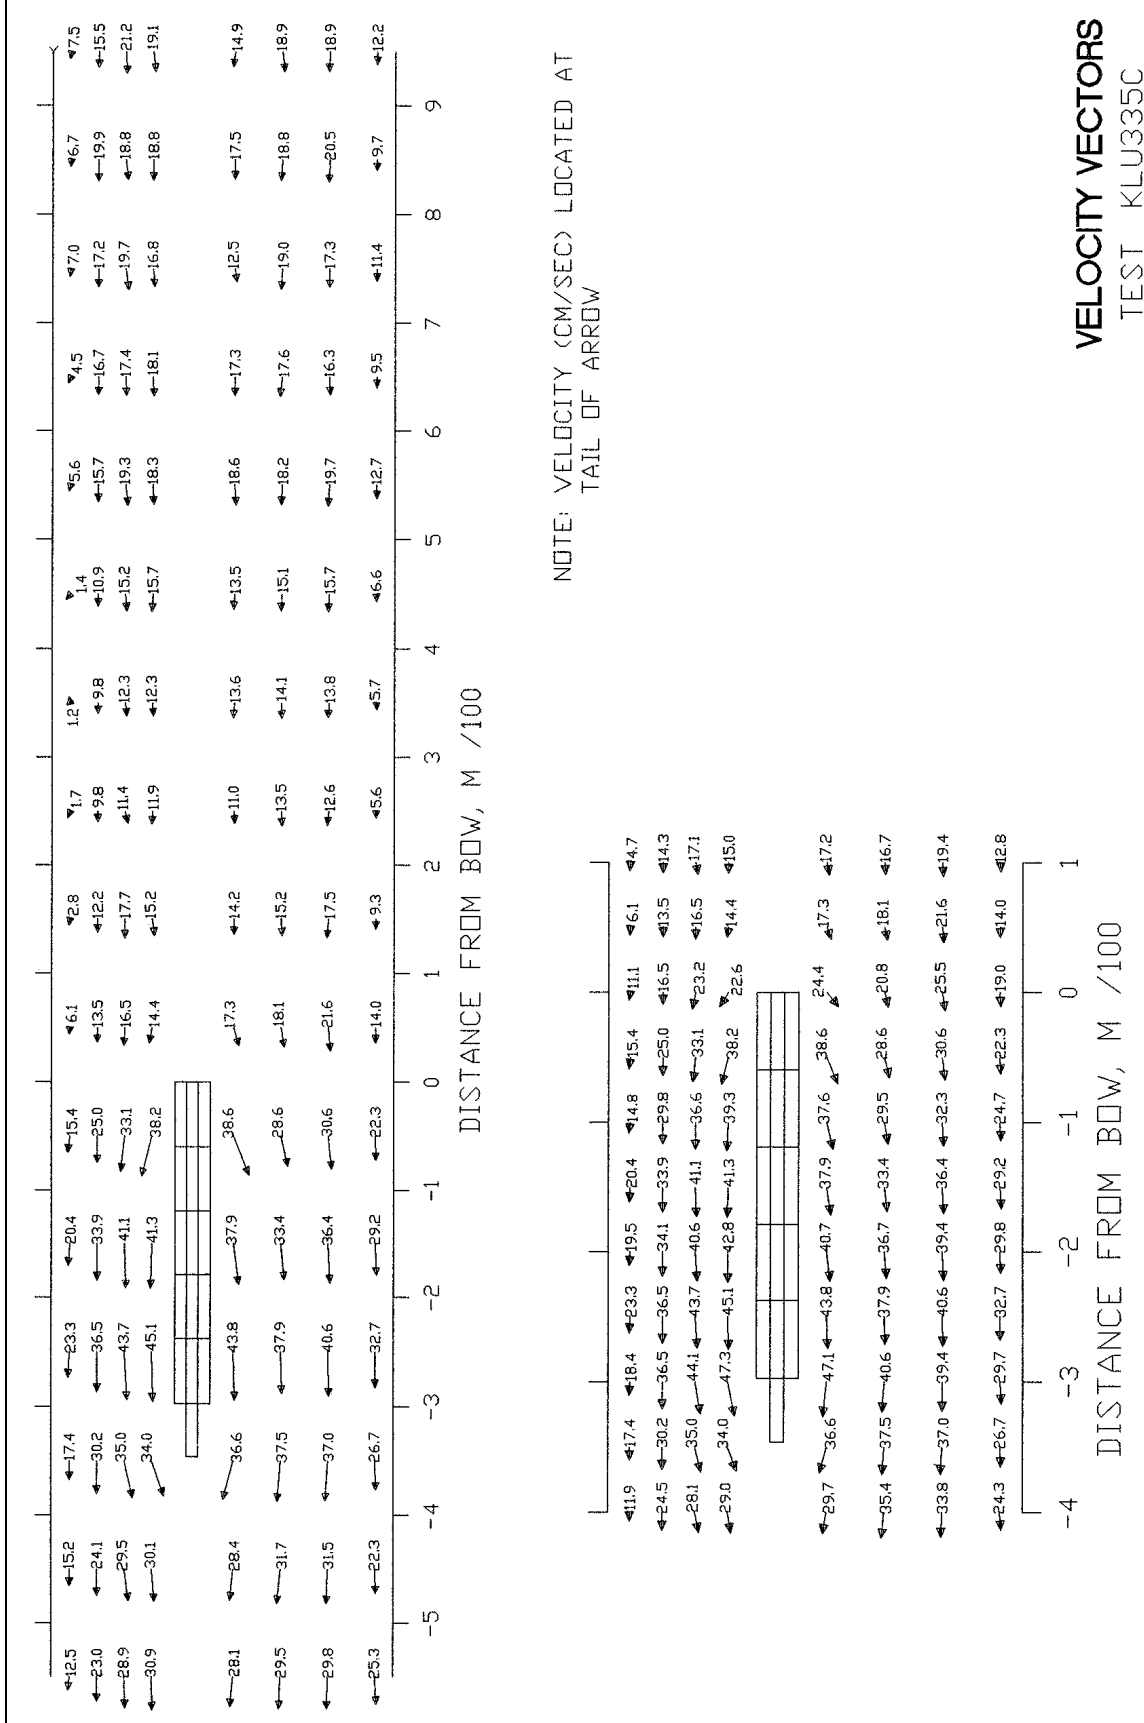 12.5 15.2 17.4 23.3 20.4 15.4 6.1 2.8 1.7 1.2 1.4 5.6 4.5 7.0 6.7 7.5
23.0 24.1 30.2 36.5 33.9 25.0 13.5 12.2 9.8 9.8 10.9 15.7 16.7 17.2 19.9 15.5
28.9 29.5 35.0 43.7 41.1 33.1 16.5 17.7 11.4 12.3 15.2 19.3 17.4 19.7 18.8 21.2
30.9 30.1 34.0 45.1 41.3 38.2 14.4 15.2 11.9 12.3 15.7 18.3 18.1 16.8 18.8 19.1
28.1 28.4 36.6 43.8 37.9 38.6 17.3 14.2 11.0 13.6 13.5 18.6 17.3 12.5 17.5 14.9
29.5 31.7 37.5 37.9 33.4 28.6 18.1 15.2 13.5 14.1 15.1 18.2 17.6 19.0 18.8 18.9
29.8 31.5 37.0 40.6 36.4 30.6 21.6 17.5 12.6 13.8 15.7 19.7 16.3 17.3 20.5 18.9
25.3 22.3 26.7 32.7 29.2 22.3 14.0 9.3 5.6 5.7 6.6 12.7 9.5 11.4 9.7 12.2
-5 -4 -3 -2 -1 0 1 2 3 4 5 6 7 8 9
DISTANCE FROM BOW, M /100
NOTE: VELOCITY (CM/SEC) LOCATED AT
TAIL OF ARROW
11.9 17.4 18.4 23.3 19.5 20.4 14.8 15.4 11.1 6.1 4.7
24.5 30.2 36.5 36.5 34.1 33.9 29.8 25.0 16.5 13.5 14.3
28.1 35.0 44.1 43.7 40.6 41.1 36.6 33.1 23.2 16.5 17.1
29.0 34.0 47.3 45.1 42.8 41.3 39.3 38.2 22.6 14.4 15.0
29.7 36.6 47.1 43.8 40.7 37.9 37.6 38.6 24.4 17.3 17.2
35.4 37.5 40.6 37.9 36.7 33.4 29.5 28.6 20.8 18.1 16.7
33.8 37.0 39.4 40.6 39.4 36.4 32.3 30.6 25.5 21.6 19.4
24.3 26.7 29.7 32.7 29.8 29.2 24.7 22.3 19.0 14.0 12.8
-4 -3 -2 -1 0 1
DISTANCE FROM BOW, M /100
VELOCITY VECTORS
TEST KLU335C